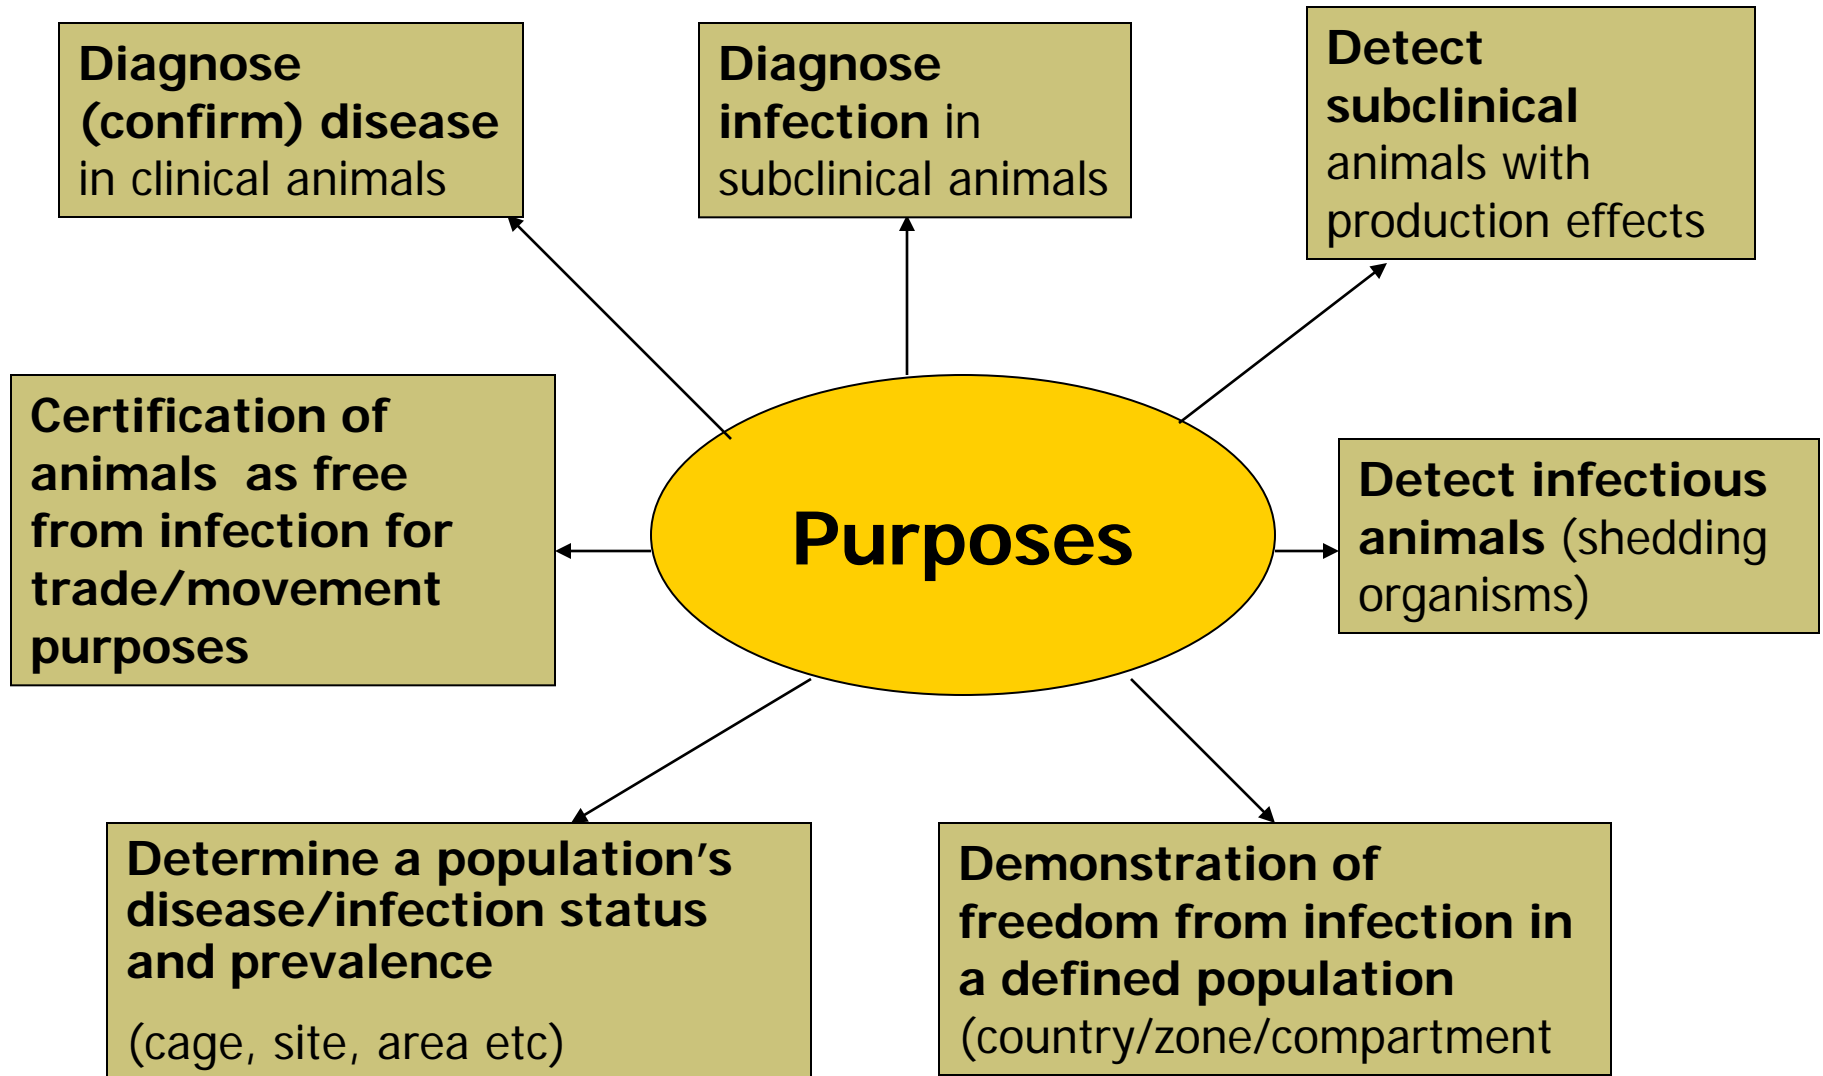 Diagnose
(confirm) disease
in clinical animals
Diagnose
infection in
subclinical animals
Detect
subclinical
animals with
production effects
Certification of
animals  as free
from infection for
trade/movement
purposes
Purposes
Detect infectious
animals (shedding
organisms)
Determine a population’s
disease/infection status
and prevalence
(cage, site, area etc)
Demonstration of
freedom from infection in
a defined population
(country/zone/compartment